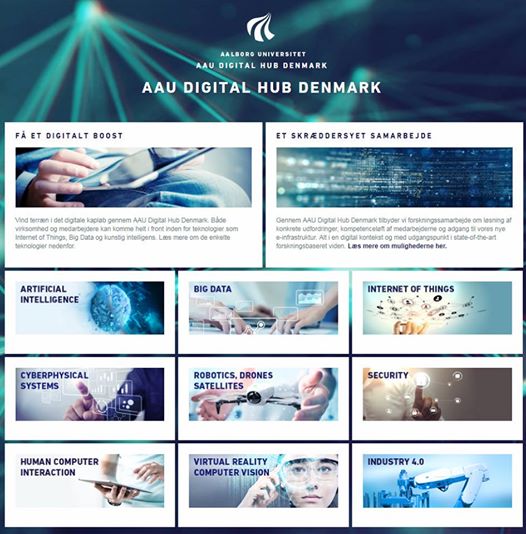 AALBORG UNIVERSITET
AAU DIGITAL HUB DENMARK
AAU DIGITAL HUB DENMARK
FÅ ET DIGITALT BOOST
Vind terræn i det digitale kapløb gennem AAU Digital Hub Denmark. Både
virksomhed og medarbejdere kan komme helt i front inden for teknologier som
Internet of Things, Big Data og kunstig intelligens. Læs mere om de enkelte
teknologier nedenfor.
ET SKRÆDDERSYET SAMARBEJDE
Gennem AAU Digital Hub Denmark tilbyder vi forskningssamarbejde om løsning af
konkrete udfordringer, kompetenceløft af medarbejderne og adgang til vores nye
e-infrastruktur. Alt i en digital kontekst og med udgangspunkt i state-of-the-art
forskningsbaseret viden. Læs mere om mulighederne her.
ARTIFICIAL
INTELLIGENCE
BIG DATA
INTERNET OF THINGS
CYBERPHYSICAL
SYSTEMS
ROBOTICS, DRONES
SATELLITES
SECURITY
HUMAN COMPUTER
INTERACTION
VIRTUAL REALITY
COMPUTER VISION
INDUSTRY 4.0